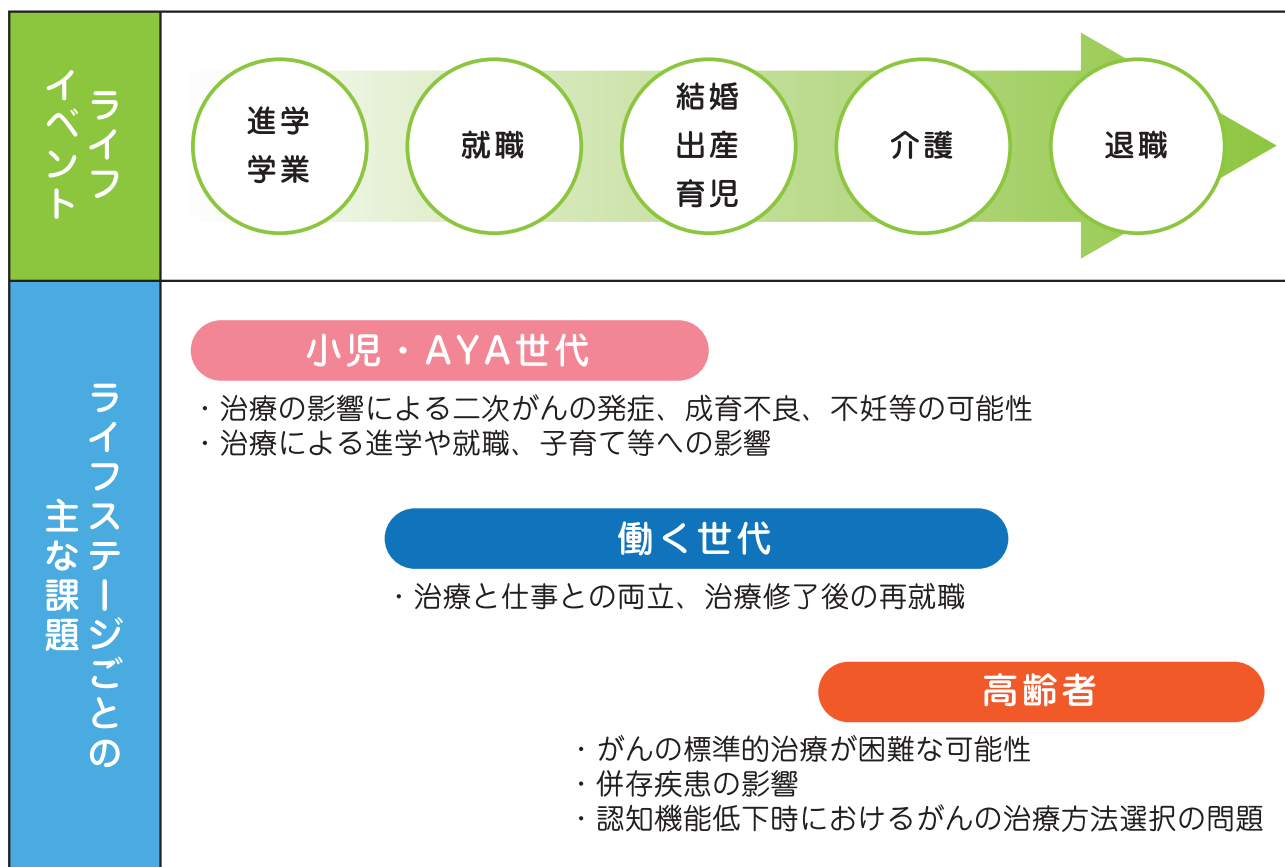 ライフ
イベント
進学
学業
就職
結婚
出産
育児
介護
退職
ライフステージごとの
主な課題
小児・AYA世代
・治療の影響による二次がんの発症、成育不良、不妊等の可能性
・治療による進学や就職、子育て等への影響
働く世代
・治療と仕事との両立、治療修了後の再就職
高齢者
・がんの標準的治療が困難な可能性
・併存疾患の影響
・認知機能低下時におけるがんの治療方法選択の問題